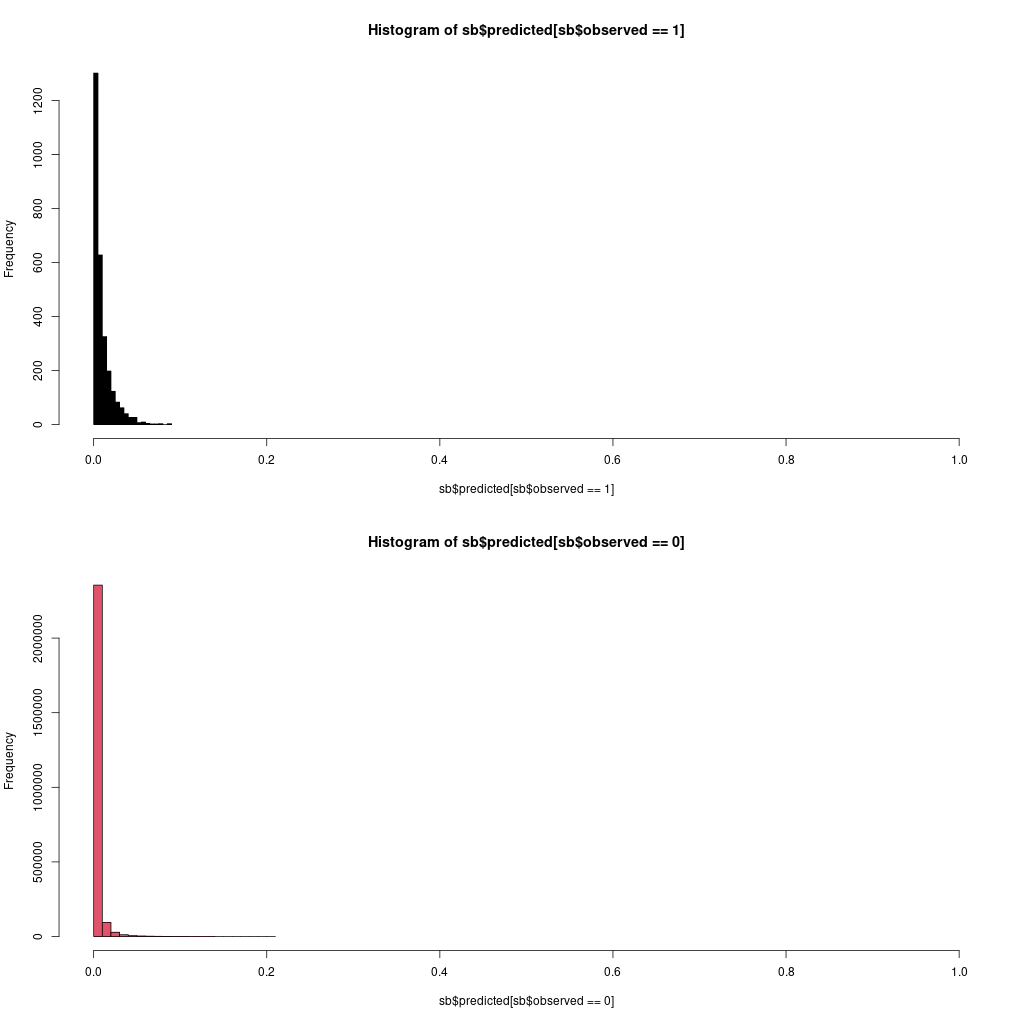 Histogram of sb$predicted[sb$observed == 1]
Frequency
1200
1000
800
600
400
200
0
0.0 0.2 0.4 0.6 0.8 1.0
sb$predicted[sb$observed == 1]
Histogram of sb$predicted[sb$observed == 0]
Frequency
2000000
1500000
1000000
500000
0
0.0 0.2 0.4 0.6 0.8 1.0
sb$predicted[sb$observed == 0]